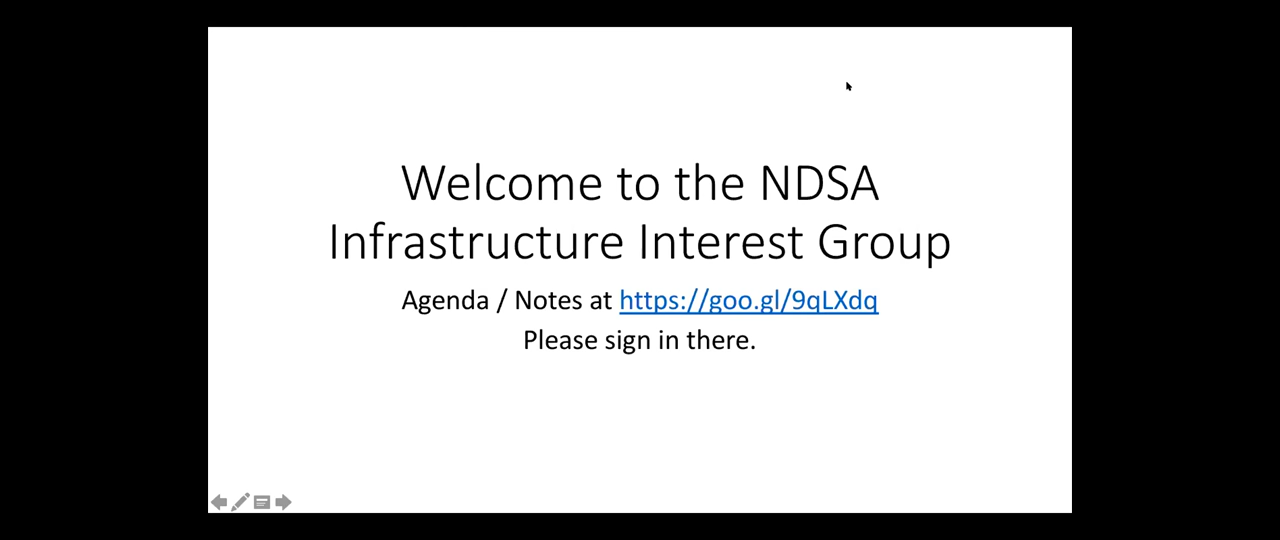 Welcome to the NDSA
Infrastructure Interest Group
Agenda / Notes at https://goo.gl/9qLXdq
Please sign in there.